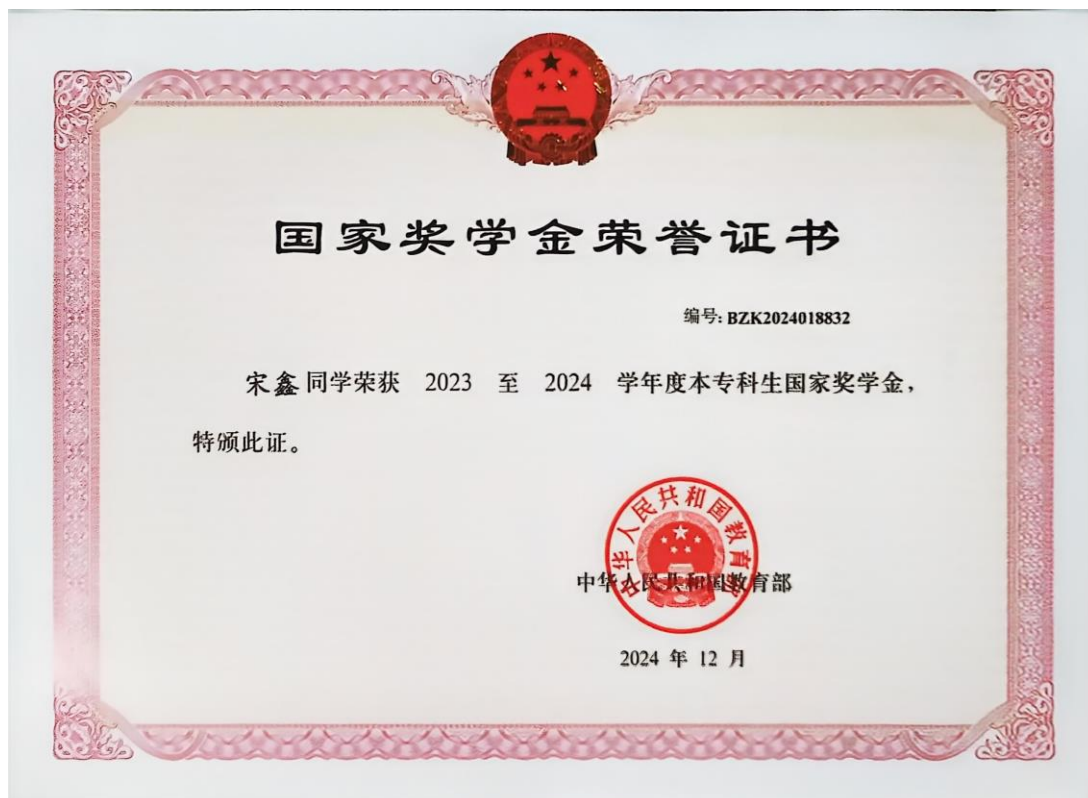 国家奖学金荣誉证书
编号: BZK2024018832
宋鑫同学荣获 2023 至 2024 学年度本专科生国家奖学金,
特颁此证。
中华人民共和国教育部
中华人民共和国教育部
2024 年 12 月